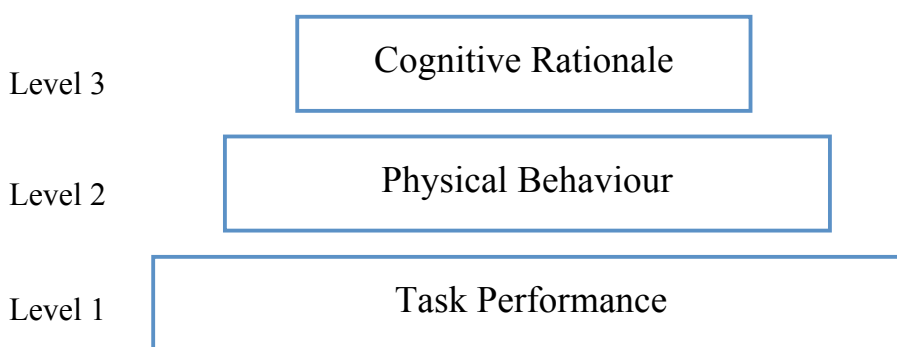 Level 3
Cognitive Rationale
Level 2
Physical Behaviour
Level 1
Task Performance